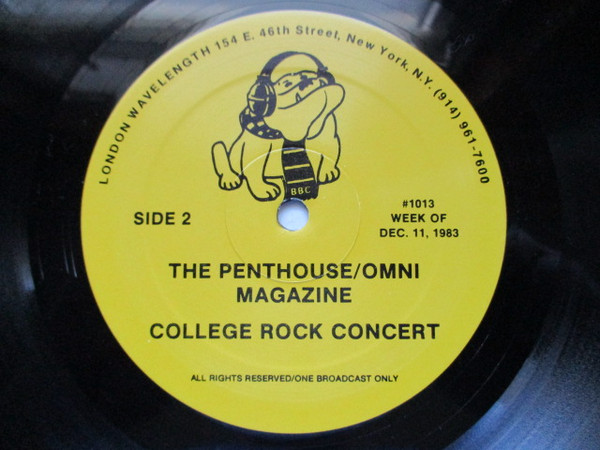 LONDON WAVELENGTH 154 E. 46th Street, New York, N.Y. (914) 961-7600
BBC
SIDE 2
#1013
WEEK OF
DEC. 11, 1983
THE PENTHOUSE/OMNI
MAGAZINE
COLLEGE ROCK CONCERT
ALL RIGHTS RESERVED/ONE BROADCAST ONLY